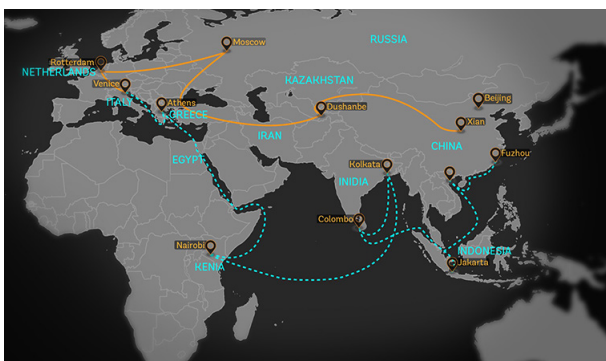 Moscow
RUSSIA
Rotterdam
NETHERLANDS
Venice
KAZAKHSTAN
ITALY
Athens
GREECE
Dushanbe
Beijing
Xian
IRAN
CHINA
Fuzhou
EGYPT
Kolkata
INIDIA
Colombo
Nairobi
KENIA
INDONESIA
Jakarta